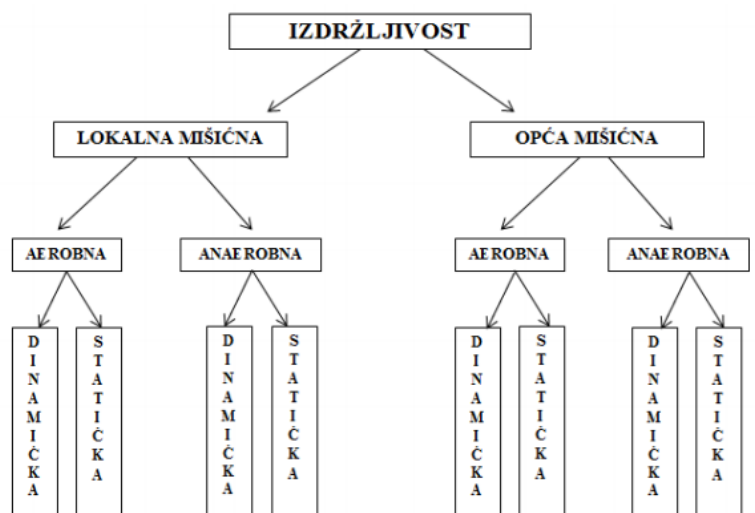 IZDRŽLJIVOST
LOKALNA MIŠIĆNA
OPĆA MIŠIĆNA
AEROBNA
ANAEROBNA
AEROBNA
ANAEROBNA
DINAMIČKA
STATIČKA
DINAMIČKA
STATIČKA
DINAMIČKA
STATIČKA
DINAMIČKA
STATIČKA